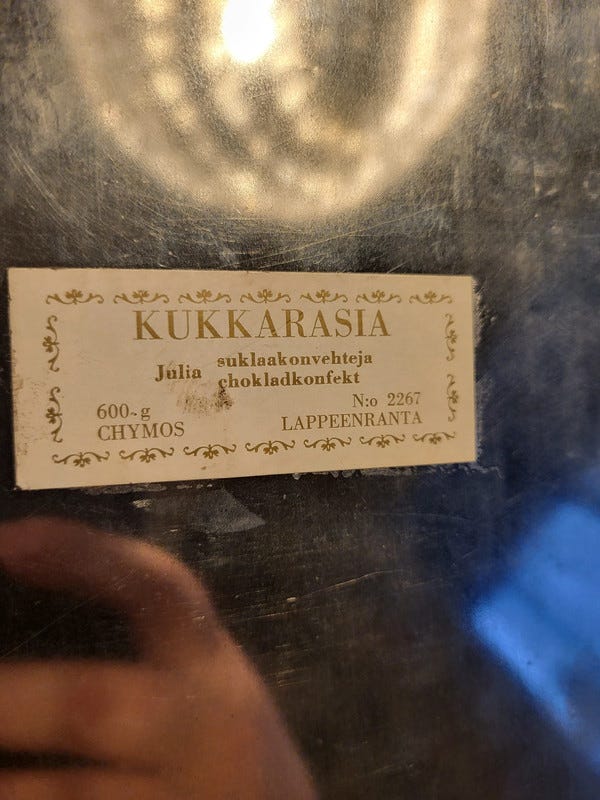 KUKKARASIA
Julia suklaakonvehteja
chokladkonfekt
600-g N:o 2267
CHYMOS LAPPEENRANTA